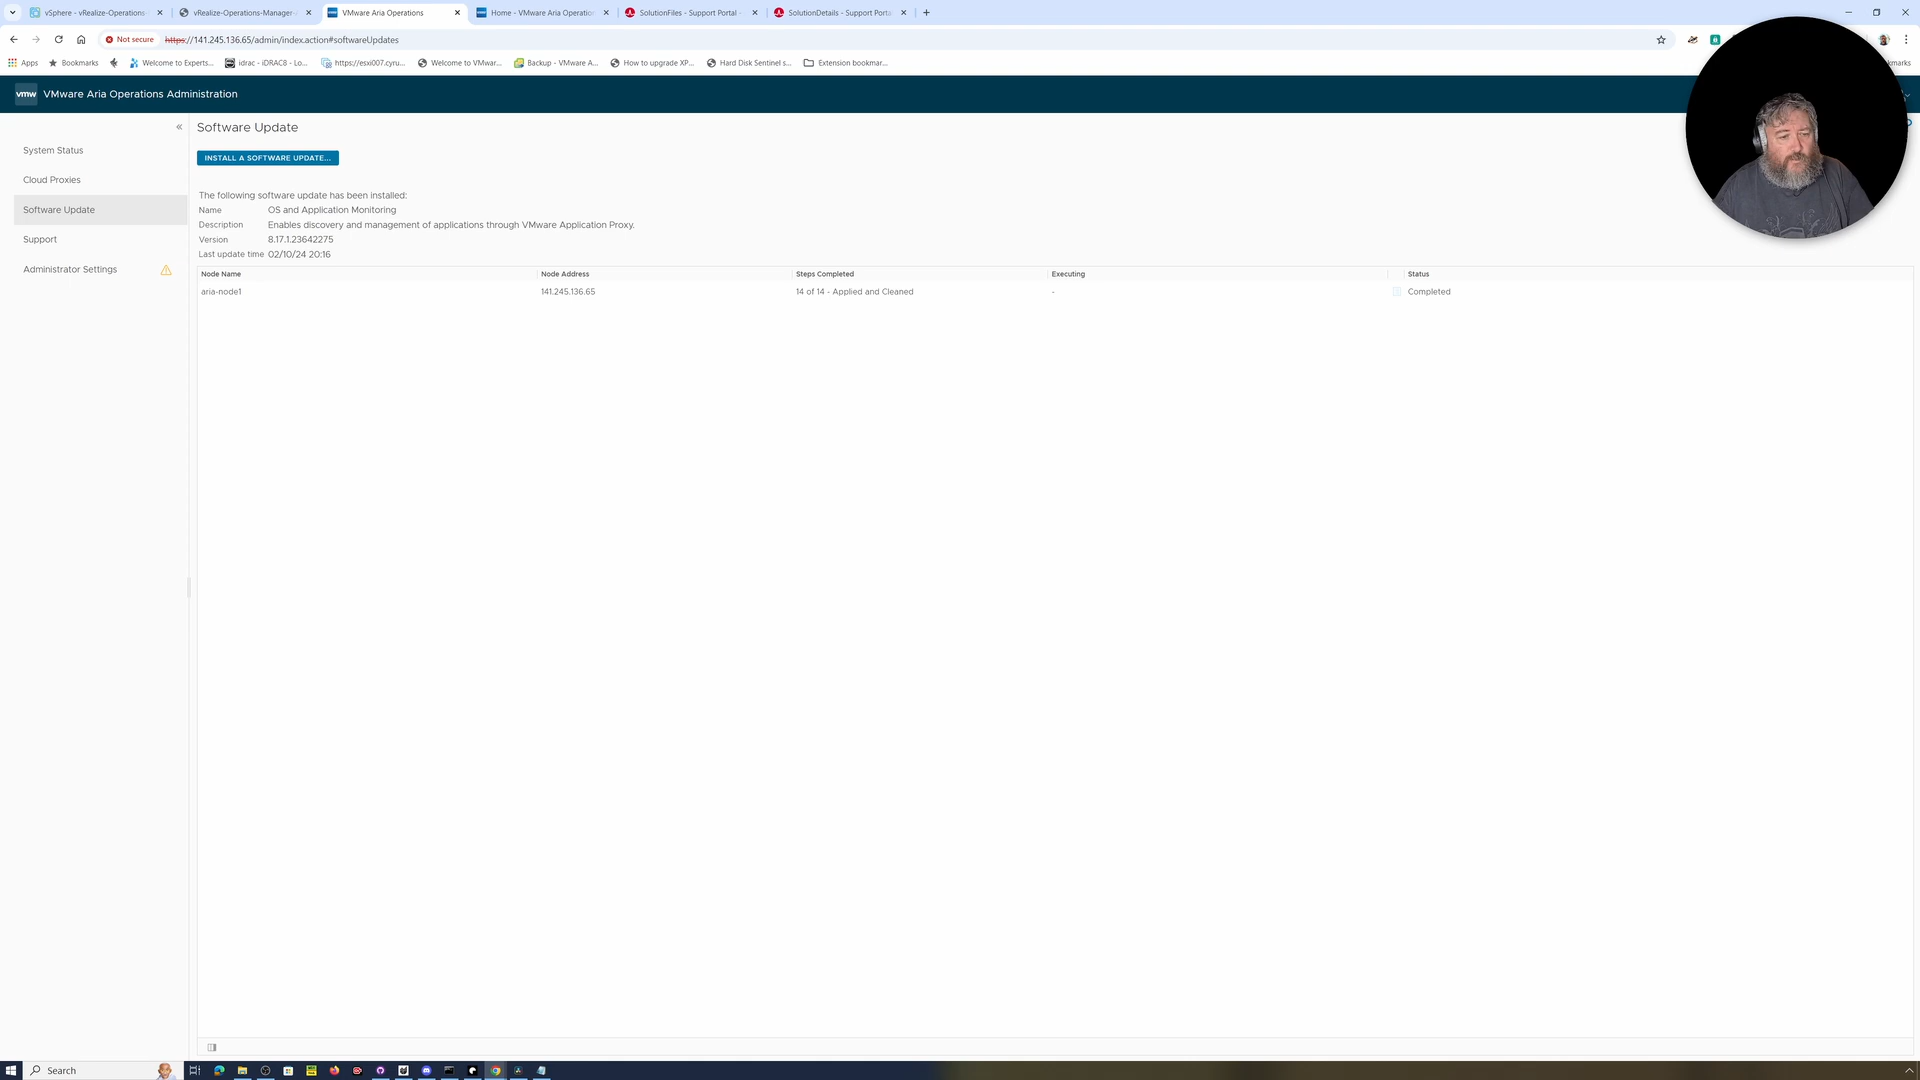 vSphere - vRealize-Operations-
vRealize-Operations-Manager-
VMware Aria Operations
Home - VMware Aria Operation
SolutionFiles - Support Portal -
SolutionDetails - Support Porta
Not secure
https://141.245.136.65/admin/index.action#softwareUpdates
Apps
Bookmarks
Welcome to Experts...
idrac - iDRAC8 - Lo...
https://esxi007.cyru...
Welcome to VMwar...
Backup - VMware A...
How to upgrade XP...
Hard Disk Sentinel s...
Extension bookmar...
kmarks
vmw
VMware Aria Operations Administration
System Status
Cloud Proxies
Software Update
Support
Administrator Settings
Software Update
INSTALL A SOFTWARE UPDATE...
The following software update has been installed:
Name OS and Application Monitoring
Description Enables discovery and management of applications through VMware Application Proxy.
Version 8.17.1.23642275
Last update time 02/10/24 20:16
Node Name Node Address Steps Completed Executing Status
aria-node1 141.245.136.65 14 of 14 - Applied and Cleaned - Completed
Search